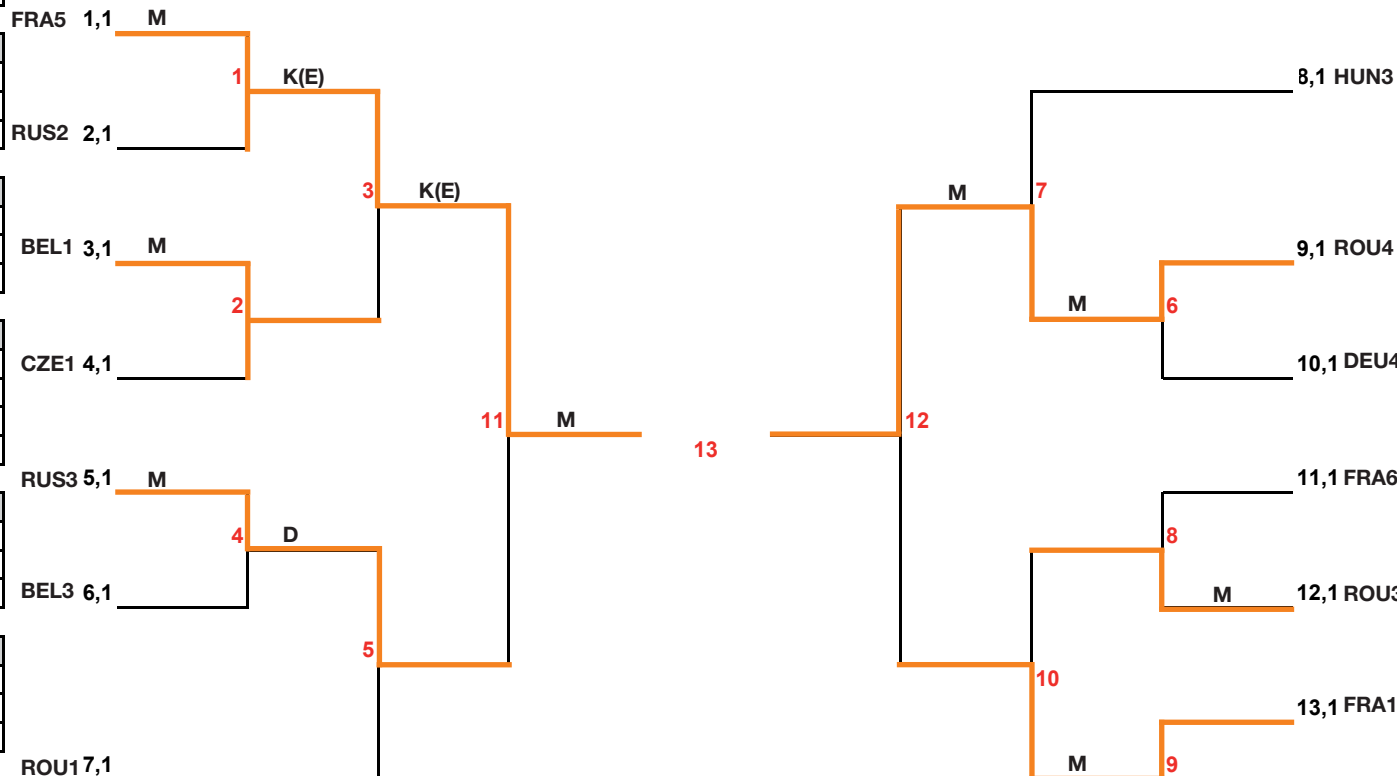 FRA5 1,1 M
1 K(E)
8,1 HUN3
RUS2 2,1
3 K(E)
M 7
BEL1 3,1 M
9,1 ROU4
2
M 6
CZE1 4,1
10,1 DEU4
11 M
12
13
RUS3 5,1 M
11,1 FRA6
4 D
8
BEL3 6,1
M 12,1 ROU3
5
10
13,1 FRA1
ROU1 7,1
M 9